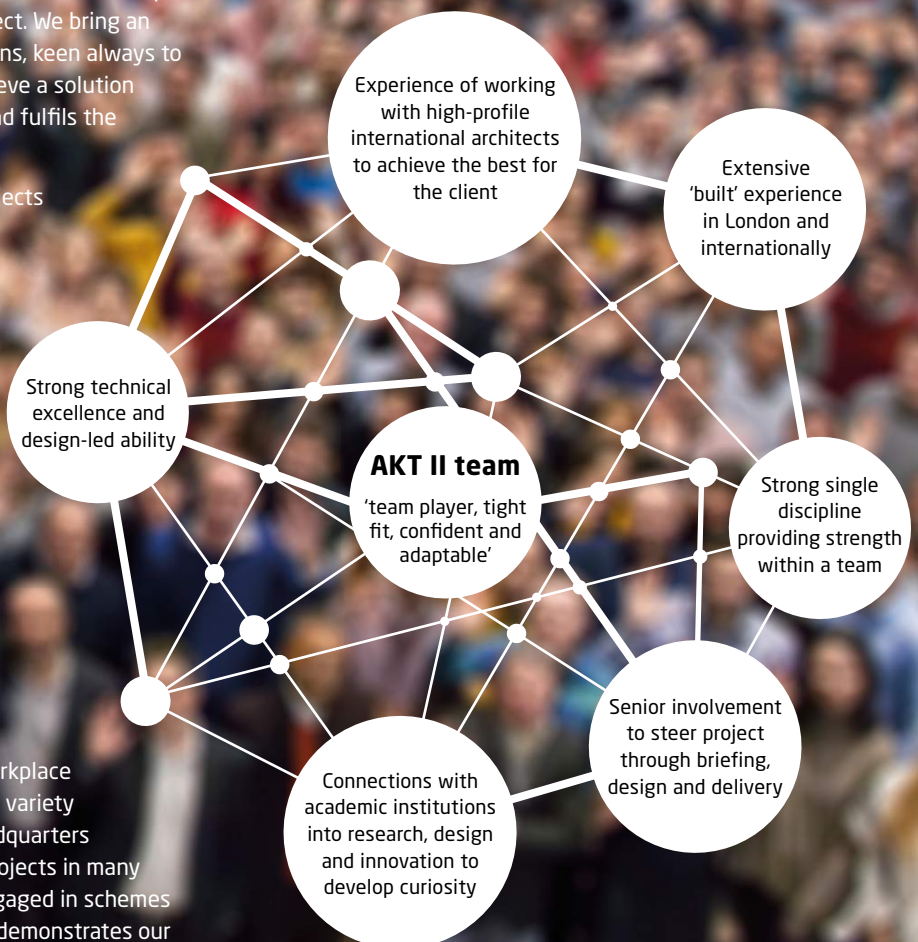 ect. We bring an
ns, keen always to
eve a solution
d fulfils the
ects
Experience of working
with high-profile
international architects
to achieve the best for
the client
Extensive
‘built’ experience
in London and
internationally
Strong technical
excellence and
design-led ability
AKT II team
‘team player, tight
fit, confident and
adaptable’
Strong single
discipline
providing strength
within a team
Senior involvement
to steer project
through briefing,
design and delivery
Connections with
academic institutions
into research, design
and innovation to
develop curiosity
rkplace
variety
dquarters
ojects in many
gaged in schemes
demonstrates our